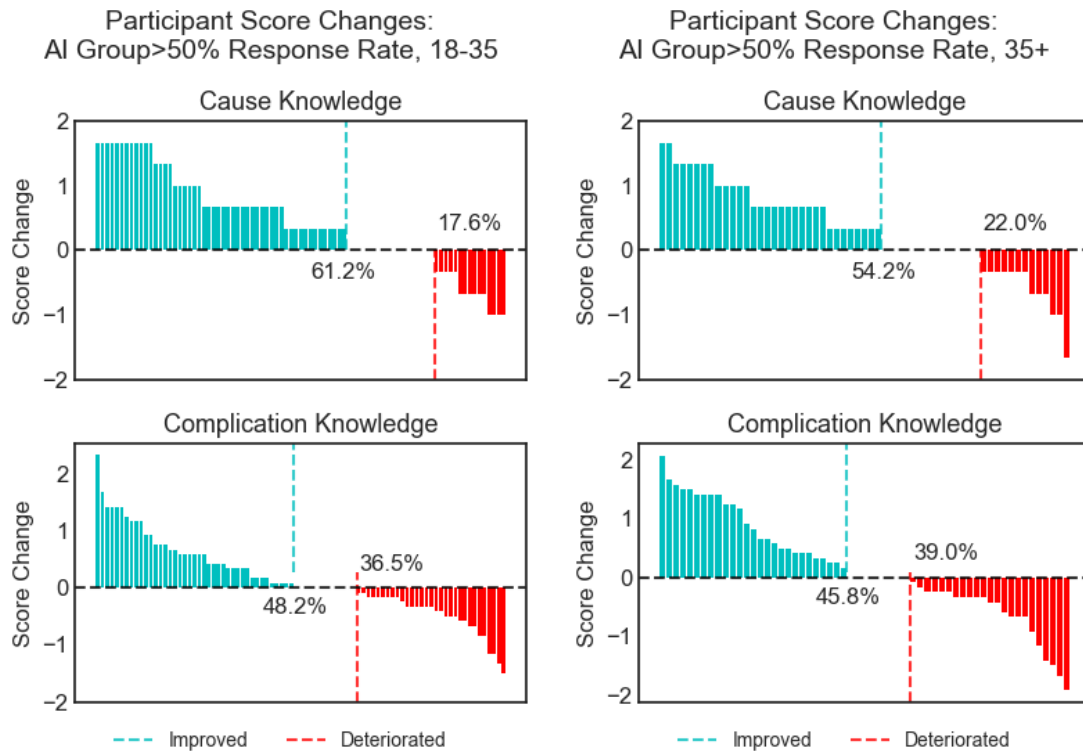 Participant Score Changes:
AI Group>50% Response Rate, 18-35
Participant Score Changes:
AI Group>50% Response Rate, 35+
Cause Knowledge
2
1
0
−1
−2
Score Change
17.6%
61.2%
Cause Knowledge
2
1
0
−1
−2
Score Change
22.0%
54.2%
Complication Knowledge
2
1
0
−1
−2
Score Change
36.5%
48.2%
Complication Knowledge
2
1
0
−1
−2
Score Change
39.0%
45.8%
Improved
Deteriorated
Improved
Deteriorated